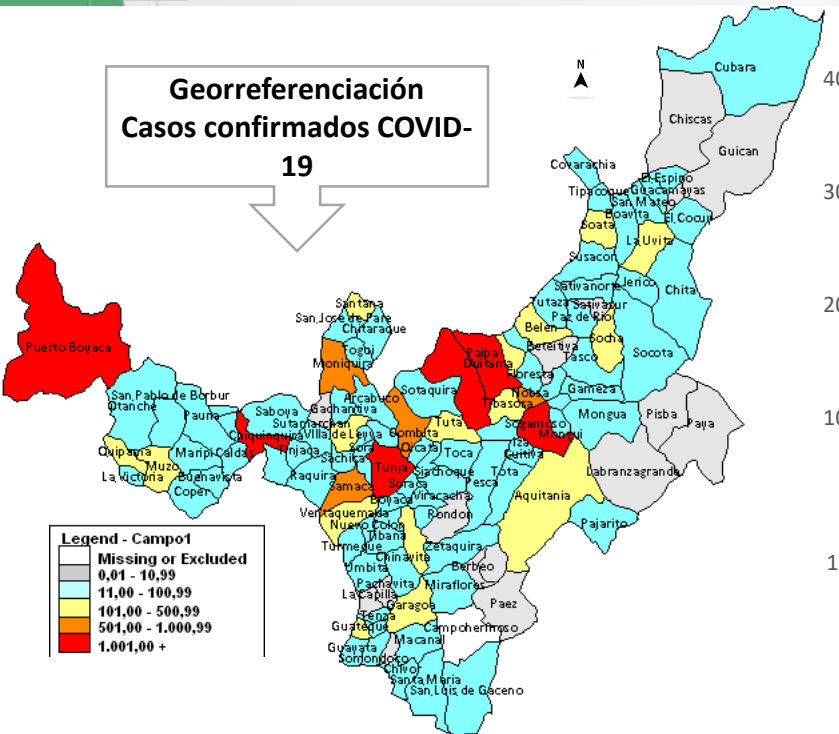 Georreferenciación
Casos confirmados COVID-
19
N
40
30
20
10
1
Cubara
Chiscas
Guican
Covarachia
El Espino
Tipacoque
Guacamayas
San Mateo
Boavita
El Cocuy
Soata
La Uvita
Susacon
Sativanorte
Jerico
Chita
Tutaza
Sativasur
Paz de Rio
Belen
Socha
Beteitiva
Tasco
Socota
Santana
San Jose de Pare
Chitaraque
Togui
Moniquira
Puerto Boyaca
Paipa
Duitama
Floresta
Sotaquira
Gameza
Nobsa
Tibasosa
Arcabuco
San Pablo de Borbur
Otanche
Pauna
Saboya
Gachantiva
Sutamarchan
Combita
Tuta
Sogamoso
Mongua
Mongui
Pisba
Paya
Chiquinquira
Villa de Leyva
Oicata
Iza
Cuitiva
Quipama
Maripi
Caldas
Tinjaca
Sora
Toca
Labranzagrande
Muzo
Sachica
Tunja
Siachoque
Tota
La Victoria
Buenavista
Raquira
Samaca
Soraca
Pesca
Aquitania
Coper
Boyaca
Viracacha
Ventaquemada
Rondon
Nuevo Colon
Pajarito
Tibana
Turmeque
Zetaquira
Chinavita
Umbita
Berbeo
Pachavita
Miraflores
La Capilla
Garagoa
Paez
Tenza
Guateque
Campohermoso
Macanal
Guayata
Somondoco
Chivor
Santa Maria
San Luis de Gaceno
Legend - Campo1
Missing or Excluded
0,01 - 10,99
11,00 - 100,99
101,00 - 500,99
501,00 - 1.000,99
1.001,00 +